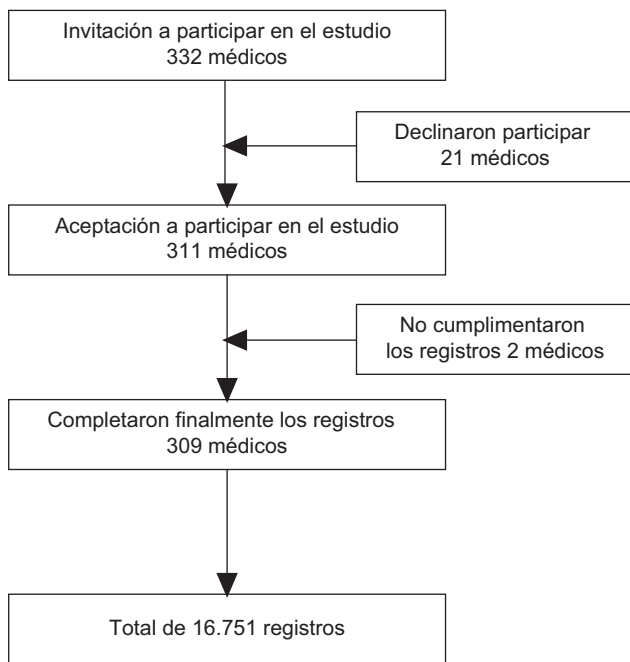 Invitación a participar en el estudio
332 médicos
Declinaron participar
21 médicos
Aceptación a participar en el estudio
311 médicos
No cumplimentaron
los registros 2 médicos
Completaron finalmente los registros
309 médicos
Total de 16.751 registros